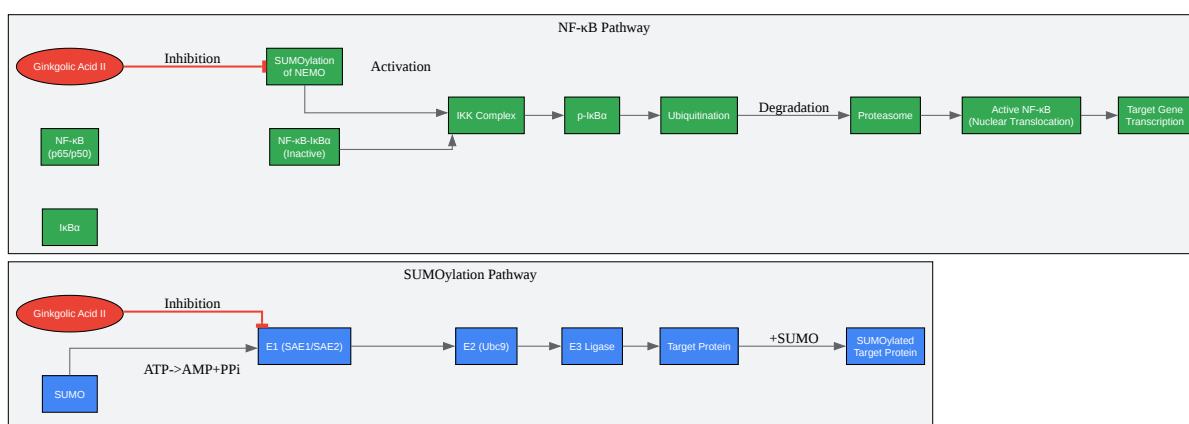 NF-κB Pathway
Ginkgolic Acid II
Inhibition
SUMOylation
of NEMO
Activation
IKK Complex
p-IκBα
Ubiquitination
Degradation
Proteasome
Active NF-κB
(Nuclear Translocation)
Target Gene
Transcription
NF-κB
(p65/p50)
NF-κB-IκBα
(Inactive)
IκBα
SUMOylation Pathway
Ginkgolic Acid II
Inhibition
E1 (SAE1/SAE2)
E2 (Ubc9)
E3 Ligase
Target Protein
+SUMO
SUMOylated
Target Protein
ATP->AMP+PPi
SUMO